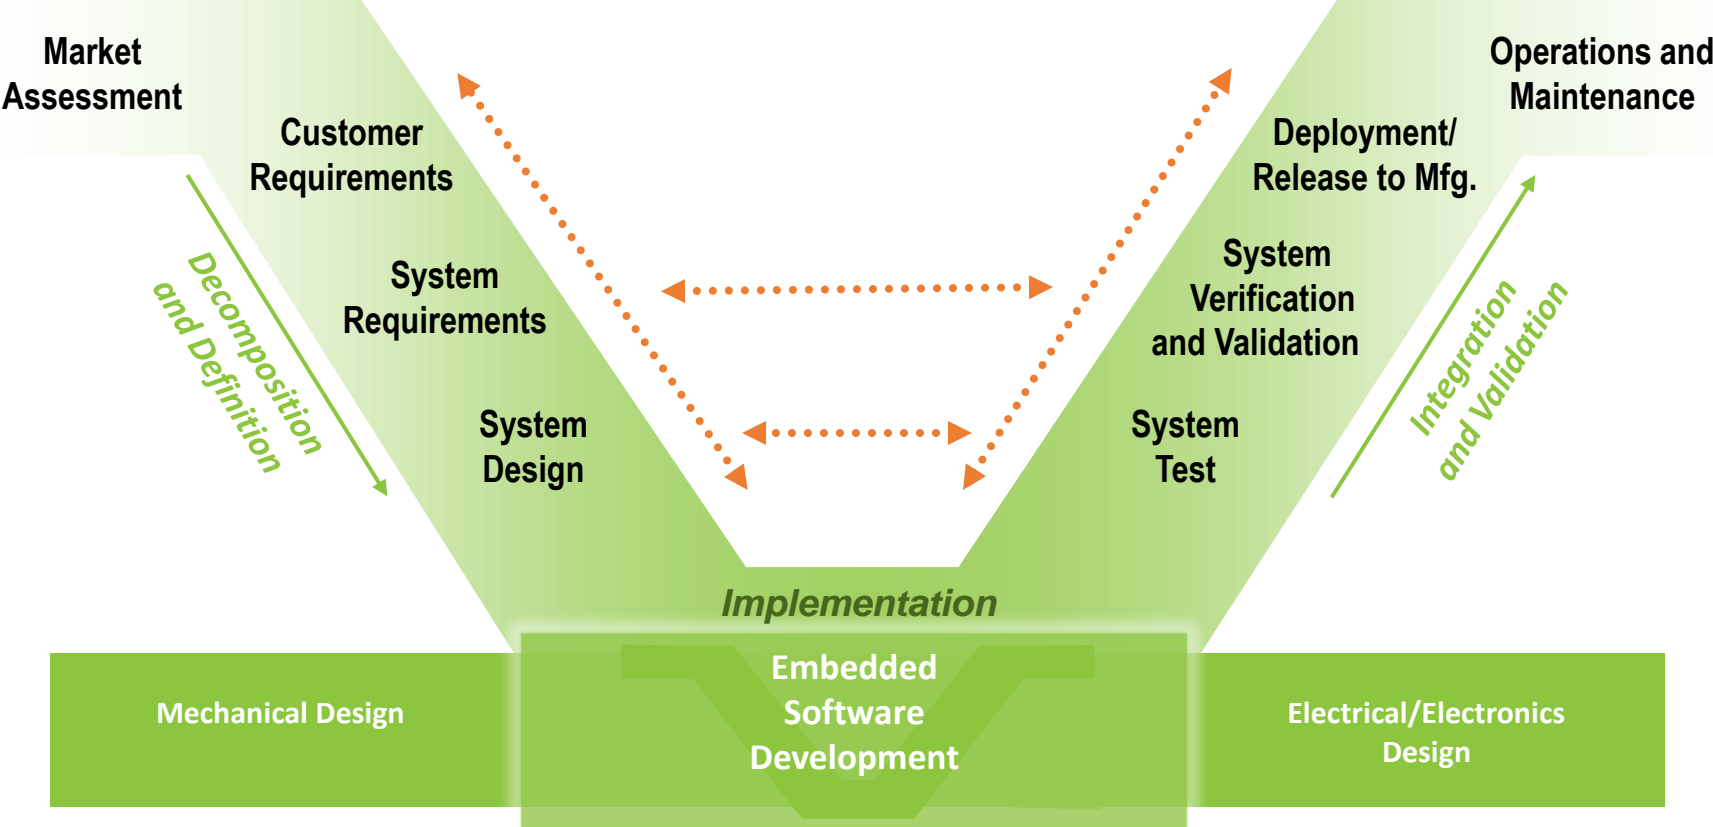 Market
Assessment
Customer
Requirements
System
Requirements
System
Design
Decomposition
and Definition
Operations and
Maintenance
Deployment/
Release to Mfg.
System
Verification
and Validation
System
Test
Integration
and Validation
Implementation
Mechanical Design
Embedded
Software
Development
Electrical/Electronics
Design